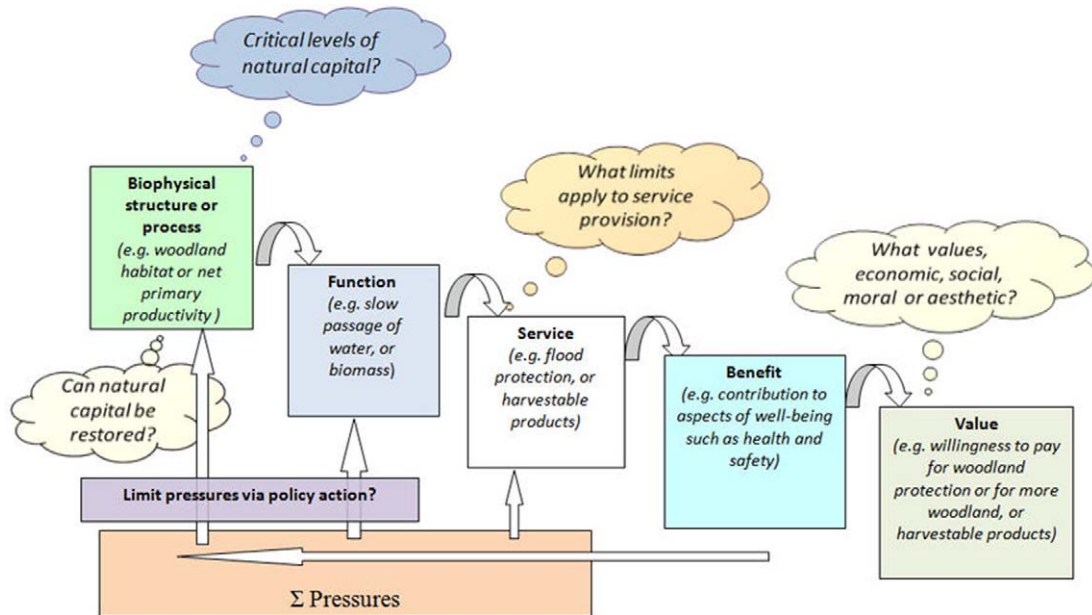 Critical levels of
natural capital?
Biophysical
structure or
process
(e.g. woodland
habitat or net
primary
productivity )
What limits
apply to service
provision?
Function
(e.g. slow
passage of
water, or
biomass)
What values,
economic, social,
moral or aesthetic?
Service
(e.g. flood
protection, or
harvestable
products)
Can natural
capital be
restored?
Benefit
(e.g. contribution to
aspects of well-being
such as health and
safety)
Value
(e.g. willingness to pay
for woodland
protection or for more
woodland, or
harvestable products)
Limit pressures via policy action?
Σ Pressures